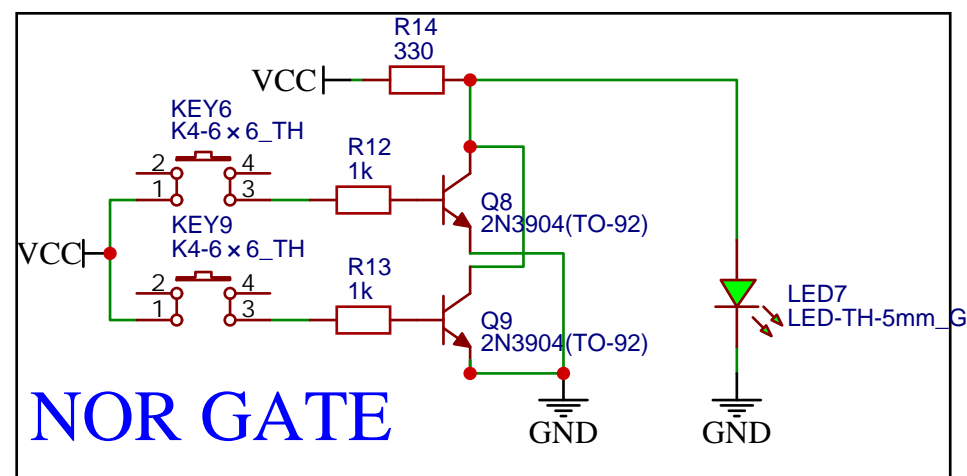 R14
330
VCC
KEY6
K4-6×6_TH
2 4
1 3
R12
1k
Q8
2N3904(TO-92)
KEY9
K4-6×6_TH
VCC
2 4
1 3
R13
1k
Q9
2N3904(TO-92)
LED7
LED-TH-5mm_G
NOR GATE
GND
GND